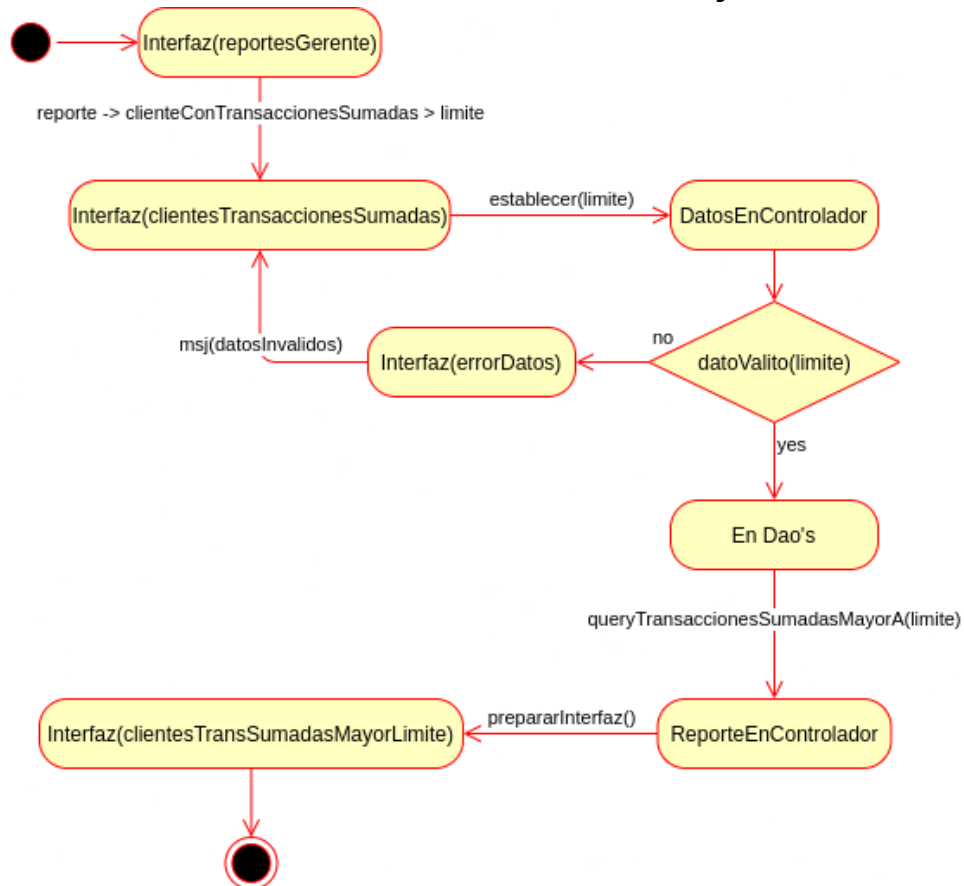 Interfaz(reportesGerente)
reporte -> clienteConTransaccionesSumadas > limite
Interfaz(clientesTransaccionesSumadas)
establecer(limite)
DatosEnControlador
datoValito(limite)
no
Interfaz(errorDatos)
msj(datosInvalidos)
yes
En Dao's
queryTransaccionesSumadasMayorA(limite)
ReporteEnControlador
prepararInterfaz()
Interfaz(clientesTransSumadasMayorLimite)